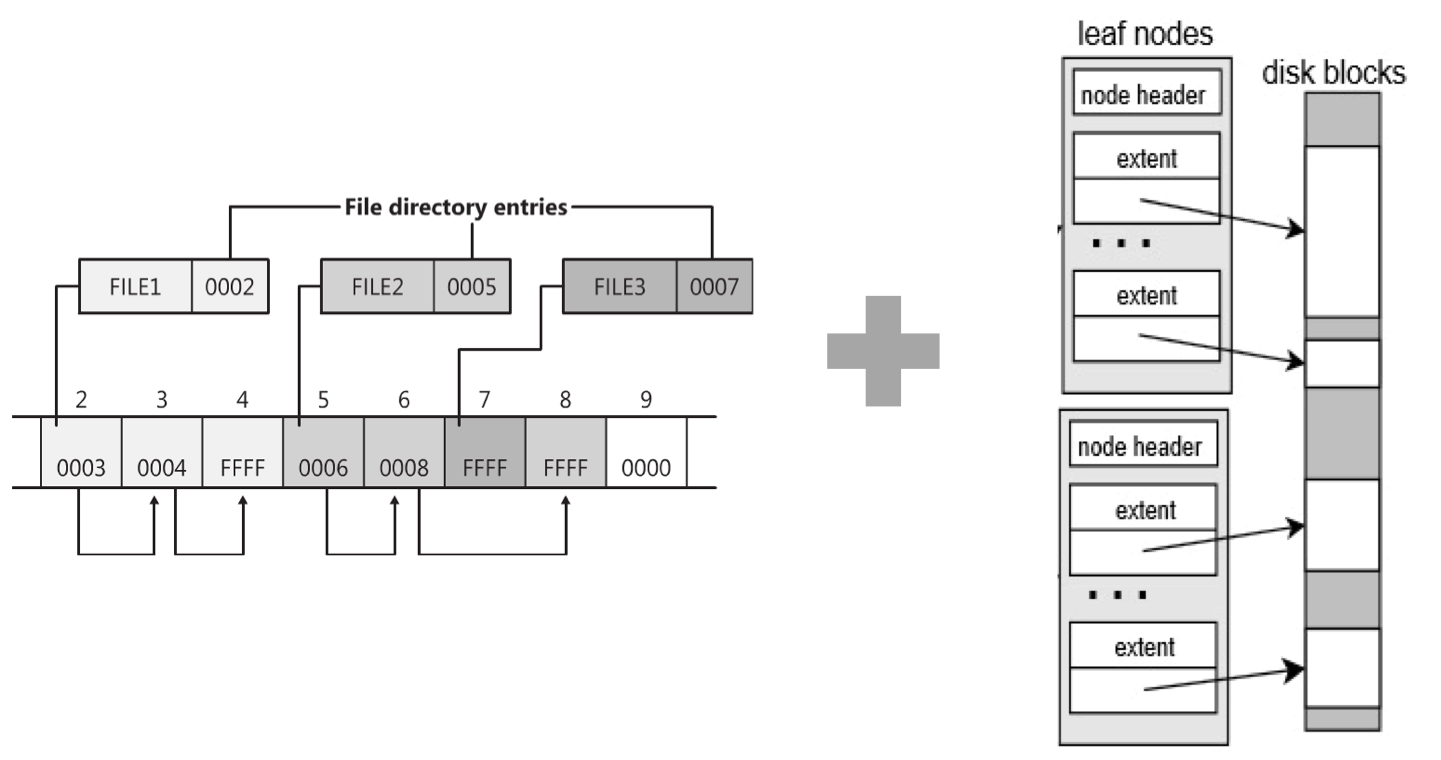 File directory entries
FILE1 0002 FILE2 0005 FILE3 0007
2 3 4 5 6 7 8 9
0003 0004 FFFF 0006 0008 FFFF FFFF 0000
leaf nodes
disk blocks
node header
extent
. . .
extent
node header
extent
. . .
extent